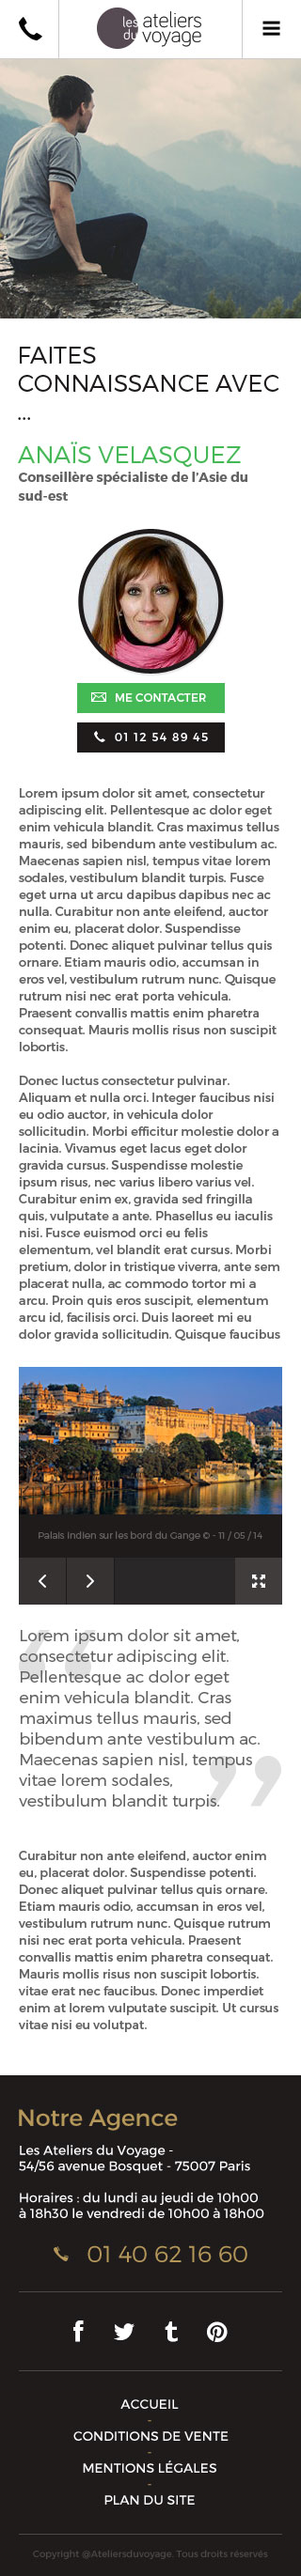 les ateliers
du voyage
FAITES
CONNAISSANCE AVEC
...
ANAÏS VELASQUEZ
Conseillère spécialiste de l'Asie du
sud-est
ME CONTACTER
01 12 54 89 45
Lorem ipsum dolor sit amet, consectetur
adipiscing elit. Pellentesque ac dolor eget
enim vehicula blandit. Cras maximus tellus
mauris, sed bibendum ante vestibulum ac.
Maecenas sapien nisl, tempus vitae lorem
sodales, vestibulum blandit turpis. Fusce
eget urna ut arcu dapibus dapibus nec ac
nulla. Curabitur non ante eleifend, auctor
enim eu, placerat dolor. Suspendisse
potenti. Donec aliquet pulvinar tellus quis
ornare. Etiam mauris odio, accumsan in
eros vel, vestibulum rutrum nunc. Quisque
rutrum nisi nec erat porta vehicula.
Praesent convallis mattis enim pharetra
consequat. Mauris mollis risus non suscipit
lobortis.
Donec luctus consectetur pulvinar.
Aliquam et nulla orci. Integer faucibus nisi
eu odio auctor, in vehicula dolor
sollicitudin. Morbi efficitur molestie dolor a
lacinia. Vivamus eget lacus eget dolor
gravida cursus. Suspendisse molestie
ipsum risus, nec varius libero varius vel.
Curabitur enim ex, gravida sed fringilla
quis, vulputate a ante. Phasellus eu iaculis
nisi. Fusce euismod orci eu felis
elementum, vel blandit erat cursus. Morbi
pretium, dolor in tristique viverra, ante sem
placerat nulla, ac commodo tortor mi a
arcu. Proin quis eros suscipit, elementum
arcu id, facilisis orci. Duis laoreet mi eu
dolor gravida sollicitudin. Quisque faucibus
Palais Indien sur les bord du Gange © - 11 / 05 / 14
Lorem ipsum dolor sit amet,
consectetur adipiscing elit.
Pellentesque ac dolor eget
enim vehicula blandit. Cras
maximus tellus mauris, sed
bibendum ante vestibulum ac.
Maecenas sapien nisl, tempus
vitae lorem sodales,
vestibulum blandit turpis.
Curabitur non ante eleifend, auctor enim
eu, placerat dolor. Suspendisse potenti.
Donec aliquet pulvinar tellus quis ornare.
Etiam mauris odio, accumsan in eros vel,
vestibulum rutrum nunc. Quisque rutrum
nisi nec erat porta vehicula. Praesent
convallis mattis enim pharetra consequat.
Mauris mollis risus non suscipit lobortis.
vitae erat nec faucibus. Donec imperdiet
enim at lorem vulputate suscipit. Ut cursus
vitae nisi eu volutpat.
Notre Agence
Les Ateliers du Voyage -
54/56 avenue Bosquet - 75007 Paris
Horaires : du lundi au jeudi de 10h00
à 18h30 le vendredi de 10h00 à 18h00
01 40 62 16 60
ACCUEIL
-
CONDITIONS DE VENTE
-
MENTIONS LÉGALES
-
PLAN DU SITE
Copyright @Ateliersduvoyage. Tous droits réservés